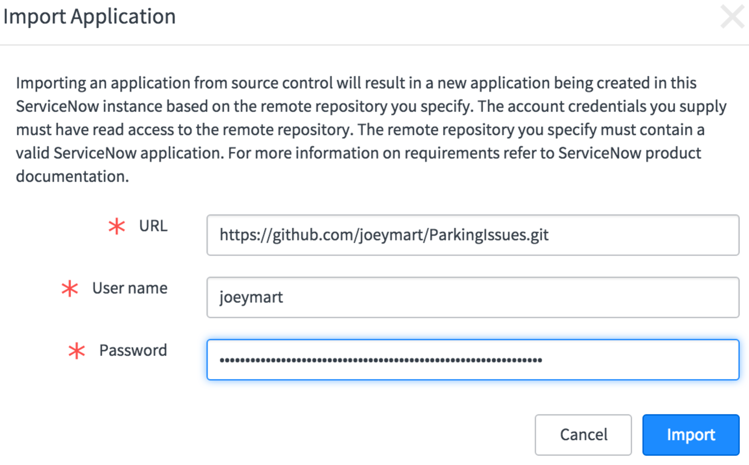 Import Application
Importing an application from source control will result in a new application being created in this
ServiceNow instance based on the remote repository you specify. The account credentials you supply
must have read access to the remote repository. The remote repository you specify must contain a
valid ServiceNow application. For more information on requirements refer to ServiceNow product
documentation.
* URL https://github.com/joeymart/ParkingIssues.git
* User name joeymart
* Password ••••••••••••••••••••••••••••••••••••••••••••••••••••••••••••••••
Cancel Import